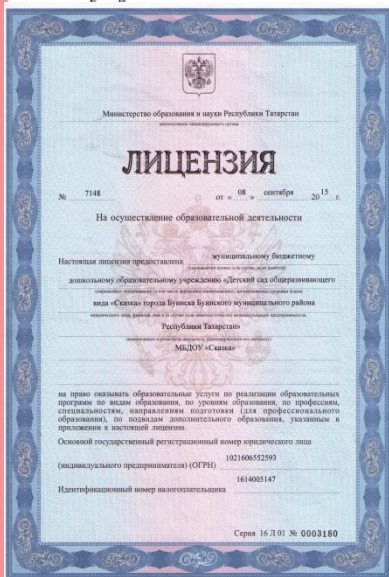 Министерство образования и науки Республики Татарстан
наименование лицензирующего органа
ЛИЦЕНЗИЯ
№ 7148 от « 08 » сентября 2015 г.
На осуществление образовательной деятельности
Настоящая лицензия предоставлена муниципальному бюджетному
дошкольному образовательному учреждению «Детский сад общеразвивающего
вида «Сказка» города Буинска Буинского муниципального района
Республики Татарстан»
МБДОУ «Сказка»
на право оказывать образовательные услуги по реализации образовательных
программ по видам образования, по уровням образования, по профессиям,
специальностям, направлениям подготовки (для профессионального
образования), по подвидам дополнительного образования, указанным в
приложении к настоящей лицензии.
Основной государственный регистрационный номер юридического лица
(индивидуального предпринимателя) (ОГРН) 1021606552593
Идентификационный номер налогоплательщика 1614005147
Серия 16 Л 01 № 0003180